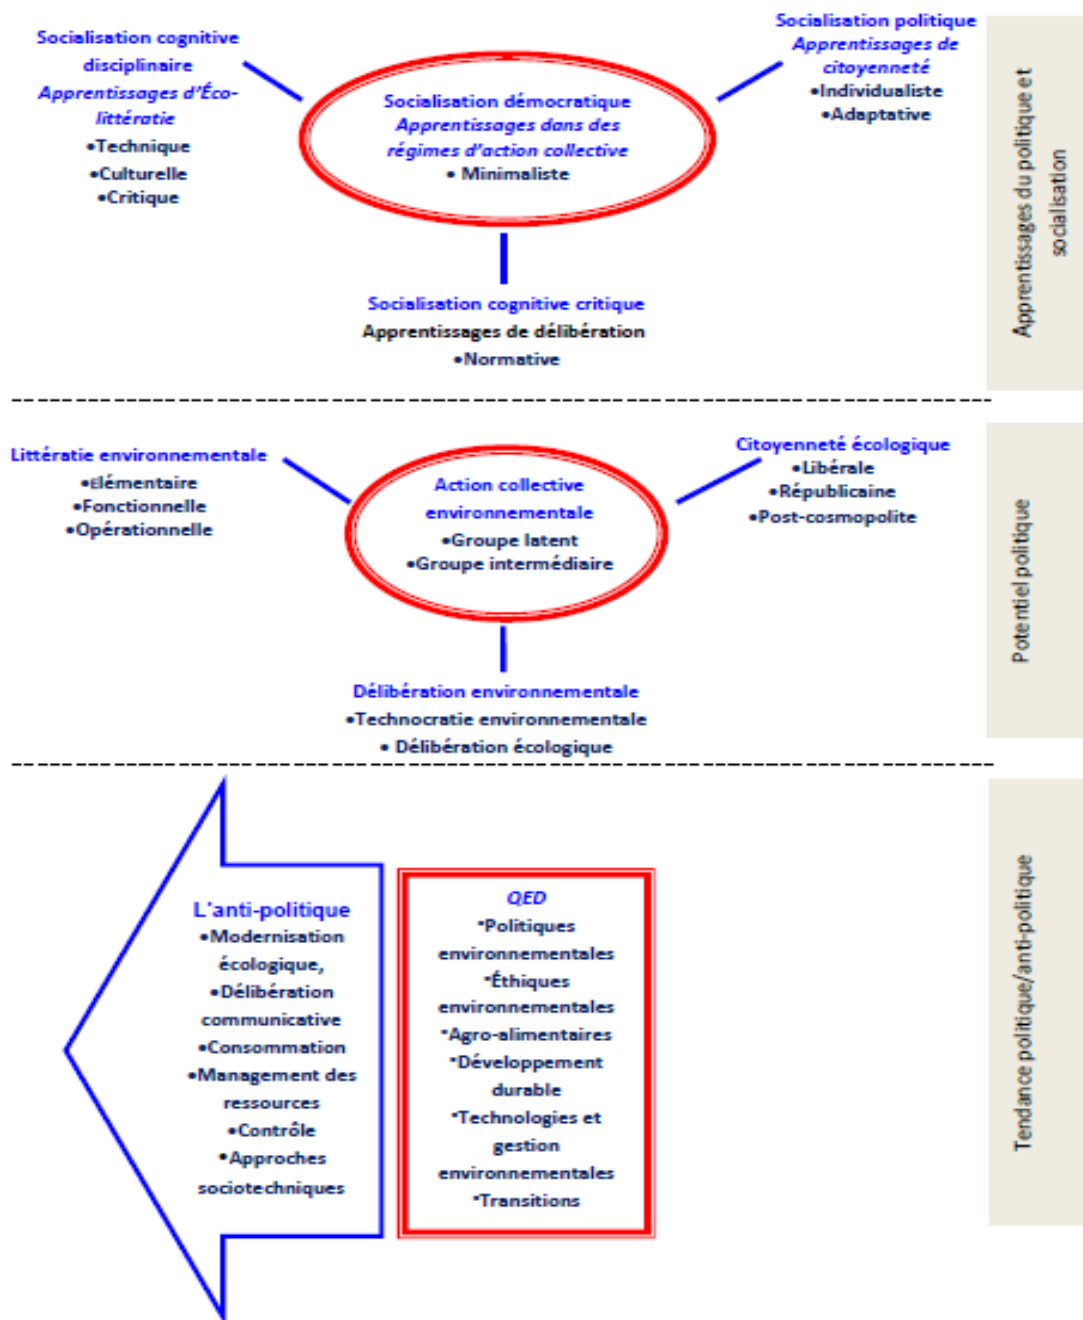 Socialisation cognitive
disciplinaire
Apprentissages d'Éco-
littératie
•Technique
•Culturelle
•Critique
Socialisation démocratique
Apprentissages dans des
régimes d'action collective
• Minimaliste
Socialisation politique
Apprentissages de
citoyenneté
•Individualiste
•Adaptative
Socialisation cognitive critique
Apprentissages de délibération
•Normative
Apprentissages du politique et
socialisation
Littératie environnementale
•Elémentaire
•Fonctionnelle
•Opérationnelle
Action collective
environnementale
•Groupe latent
•Groupe intermédiaire
Citoyenneté écologique
•Libérale
•Républicaine
•Post-cosmopolite
Délibération environnementale
•Technocratie environnementale
• Délibération écologique
Potentiel politique
L'anti-politique
•Modernisation
écologique,
•Délibération
communicative
•Consommation
•Management des
ressources
•Contrôle
•Approches
sociotechniques
QED
-Politiques
environnementales
-Éthiques
environnementales
-Agro-alimentaires
-Développement
durable
-Technologies et
gestion
environnementales
-Transitions
Tendance politique/anti-politique